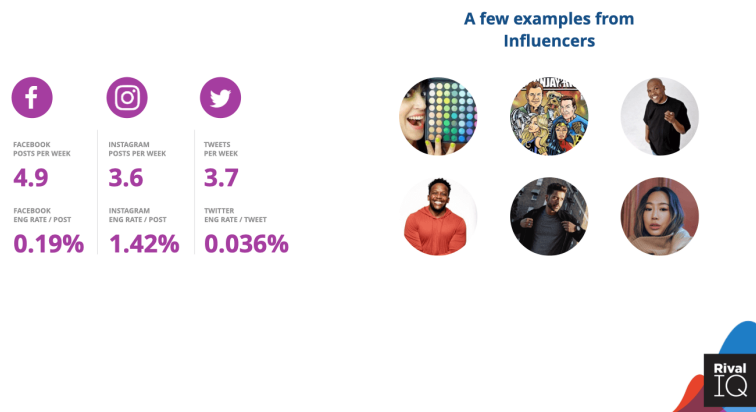 A few examples from
Influencers
FACEBOOK
POSTS PER WEEK
4.9
INSTAGRAM
POSTS PER WEEK
3.6
TWEETS
PER WEEK
3.7
FACEBOOK
ENG RATE / POST
0.19%
INSTAGRAM
ENG RATE / POST
1.42%
TWITTER
ENG RATE / TWEET
0.036%
Rival
IQ